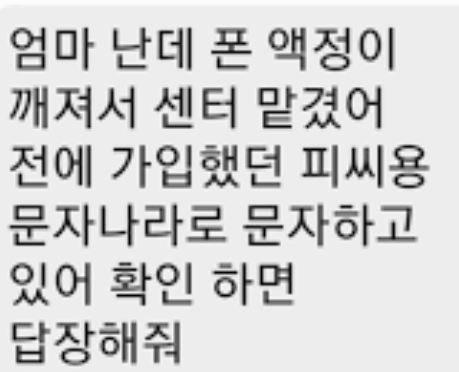 엄마 난데 폰 액정이
깨져서 센터 맡겼어
전에 가입했던 피씨용
문자나라로 문자하고
있어 확인 하면
답장해줘